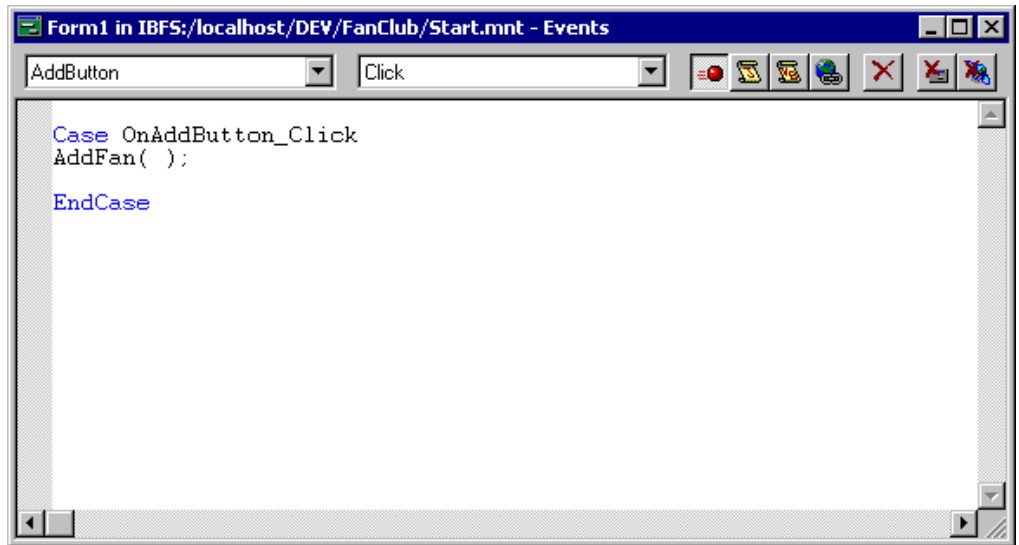 Form1 in IBFS:/localhost/DEV/FanClub/Start.mnt - Events
AddButton Click
Case OnAddButton_Click
AddFan( );
EndCase